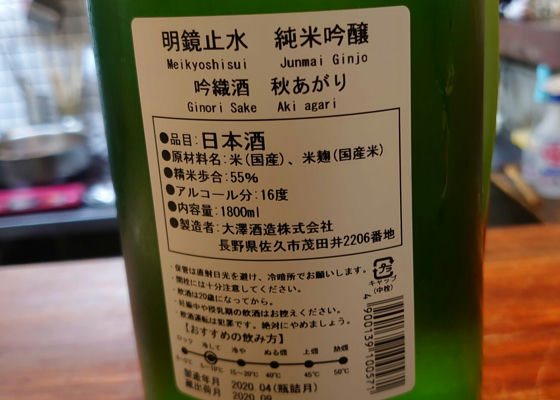 明鏡止水 純米吟醸
Meikyoshisui Junmai Ginjo
吟織酒 秋あがり
Ginori Sake Aki agari
●品目:日本酒
●原材料名:米(国産)、米麹(国産米)
●精米歩合:55%
●アルコール分:16度
●内容量:1800ml
●製造者:大澤酒造株式会社
長野県佐久市茂田井2206番地
・保管は直射日光を避け、冷暗所でお願いします。
・開栓には十分注意してください。
・飲酒は20歳になってから。
・妊娠中や授乳期の飲酒はお控えください。
・飲酒運転は犯罪です。絶対にやめましょう。
プラ
キャップ
(中栓)
【おすすめの飲み方】
ロック 冷して 冷や ぬる燗 上燗 熱燗
5~10℃ 15~20℃ 40℃ 45℃ 50℃
製造年月 2020.04(瓶詰月)
蔵出荷月 2020.09
4900139100571